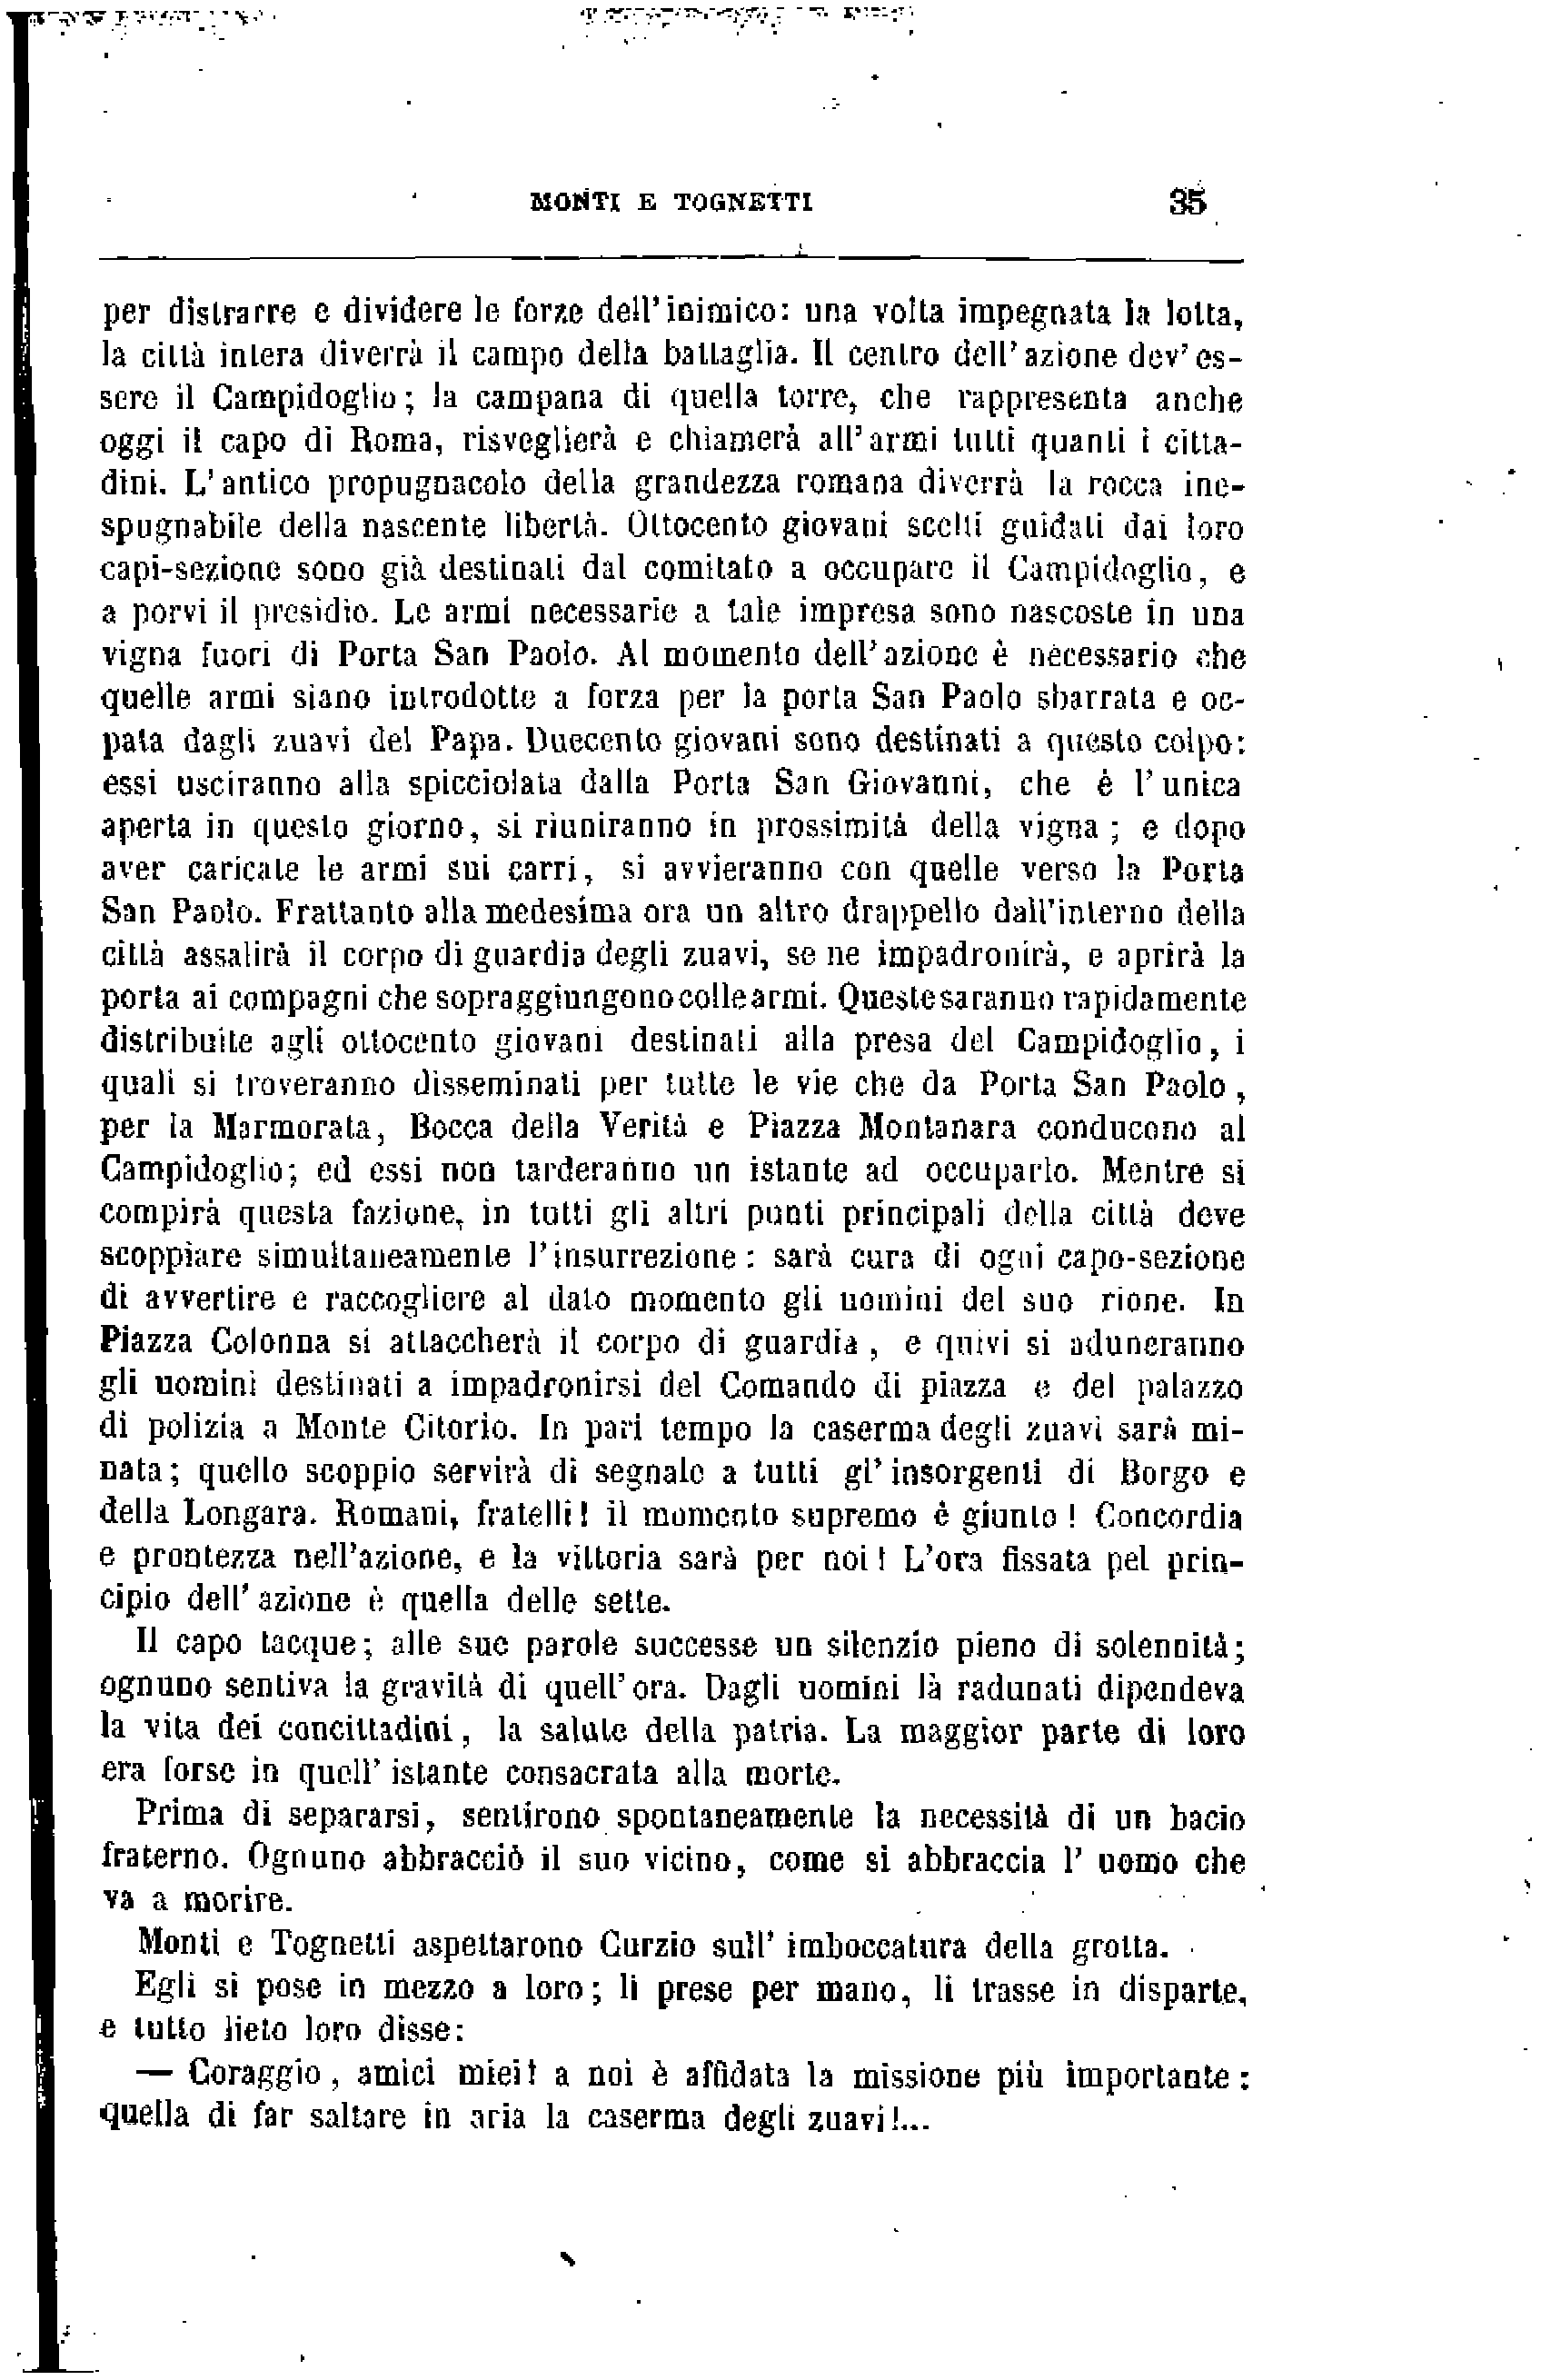 MONTI E TOGNETTI 35
per distrarre e dividere le forze dell'inimico: una volta impegnata la lotta,
la città intera diverrà il campo della battaglia. Il centro dell'azione dev'es-
sere il Campidoglio; la campana di quella torre, che rappresenta anche
oggi il capo di Roma, risveglierà e chiamerà all'armi tutti quanti i citta-
dini. L'antico propugnacolo della grandezza romana diverrà la rocca ine-
spugnabile della nascente libertà. Ottocento giovani scelti guidati dai loro
capi-sezione sono già destinati dal comitato a occupare il Campidoglio, e
a porvi il presidio. Le armi necessarie a tale impresa sono nascoste in una
vigna fuori di Porta San Paolo. Al momento dell'azione è necessario che
quelle armi siano introdotte a forza per la porta San Paolo sbarrata e oc-
pata dagli zuavi del Papa. Duecento giovani sono destinati a questo colpo:
essi usciranno alla spicciolata dalla Porta San Giovanni, che è l'unica
aperta in questo giorno, si riuniranno in prossimità della vigna; e dopo
aver caricate le armi sui carri, si avvieranno con quelle verso la Porta
San Paolo. Frattanto alla medesima ora un altro drappello dall'interno della
città assalirà il corpo di guardia degli zuavi, se ne impadronirà, e aprirà la
porta ai compagni che sopraggiungono colle armi. Queste saranno rapidamente
distribuite agli ottocento giovani destinati alla presa del Campidoglio, i
quali si troveranno disseminati per tutte le vie che da Porta San Paolo,
per la Marmorata, Bocca della Verità e Piazza Montanara conducono al
Campidoglio; ed essi non tarderanno un istante ad occuparlo. Mentre si
compirà questa fazione, in tutti gli altri punti principali della città deve
scoppiare simultaneamente l'insurrezione: sarà cura di ogni capo-sezione
di avvertire e raccogliere al dato momento gli uomini del suo rione. In
Piazza Colonna si attaccherà il corpo di guardia, e quivi si aduneranno
gli uomini destinati a impadronirsi del Comando di piazza e del palazzo
di polizia a Monte Citorio. In pari tempo la caserma degli zuavi sarà mi-
nata; quello scoppio servirà di segnale a tutti gl'insorgenti di Borgo e
della Longara. Romani, fratelli! il momento supremo è giunto! Concordia
e prontezza nell'azione, e la vittoria sarà per noi! L'ora fissata pel prin-
cipio dell'azione è quella delle sette.
Il capo tacque; alle sue parole successe un silenzio pieno di solennità;
ognuno sentiva la gravità di quell'ora. Dagli uomini là radunati dipendeva
la vita dei concittadini, la salute della patria. La maggior parte di loro
era forse in quell'istante consacrata alla morte.
Prima di separarsi, sentirono spontaneamente la necessità di un bacio
fraterno. Ognuno abbracciò il suo vicino, come si abbraccia l'uomo che
va a morire.
Monti e Tognetti aspettarono Curzio sull'imboccatura della grotta.
Egli si pose in mezzo a loro; li prese per mano, li trasse in disparte,
e tutto lieto loro disse:
— Coraggio, amici miei! a noi è affidata la missione più importante:
quella di far saltare in aria la caserma degli zuavi!...